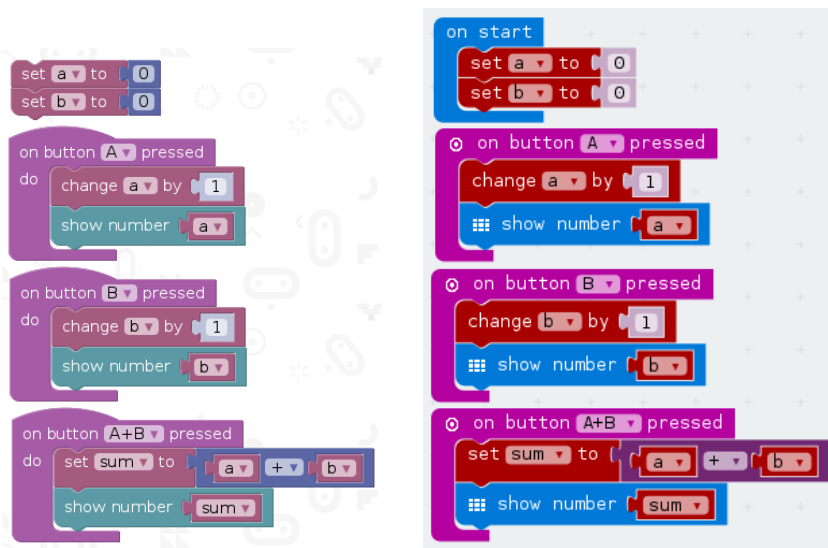 set a to 0
set b to 0
on button A pressed
do change a by 1
show number a
on button B pressed
do change b by 1
show number b
on button A+B pressed
do set sum to a + b
show number sum
on start
set a to 0
set b to 0
on button A pressed
change a by 1
show number a
on button B pressed
change b by 1
show number b
on button A+B pressed
set sum to a + b
show number sum